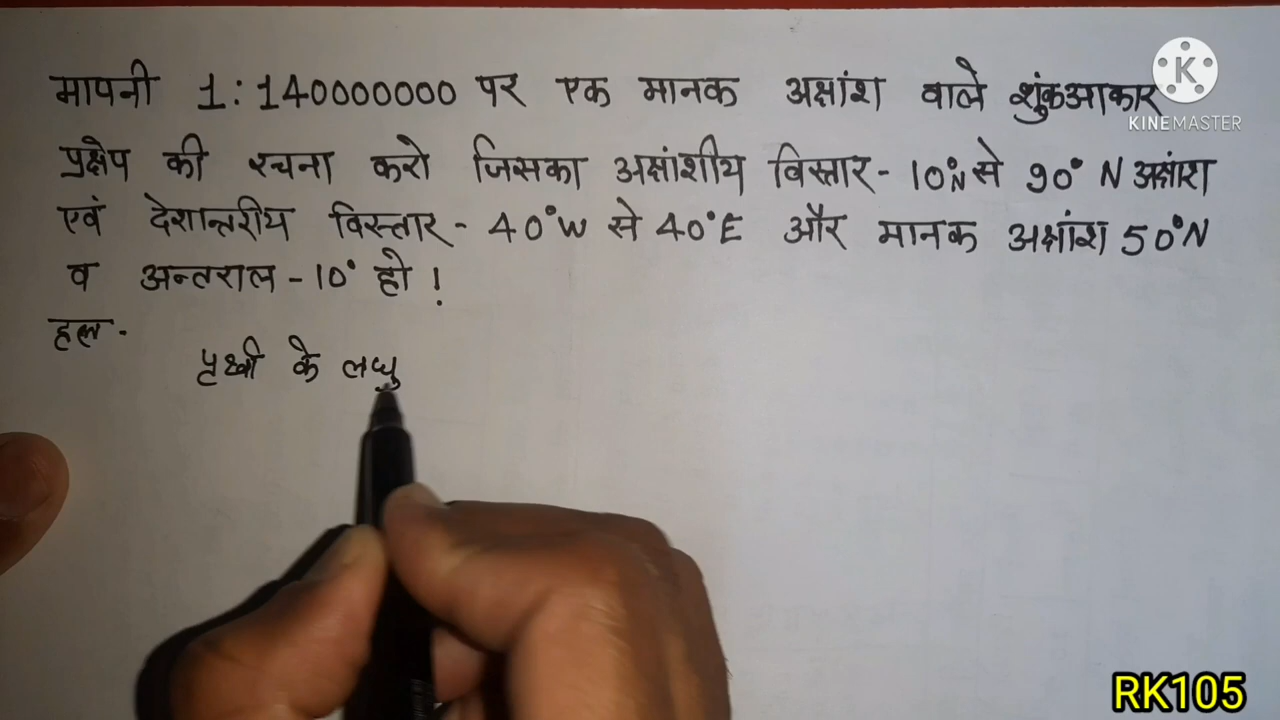 मापनी 1:140000000 पर एक मानक अक्षांश वाले शुंकआकार
प्रक्षेप की रचना करो जिसका अक्षांशीय विस्तार - 10°N से 90° N अक्षांश
एवं देशान्तरीय विस्तार - 40°W से 40°E और मानक अक्षांश 50°N
व अन्तराल - 10° हो !
हल -
पृथ्वी के लघु
K
KINEMASTER
RK105